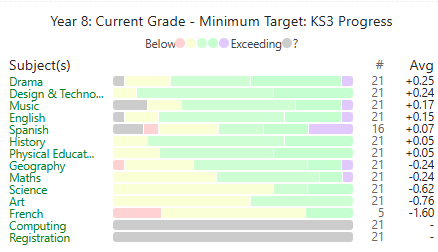 Year 8: Current Grade - Minimum Target: KS3 Progress
Below Exceeding ?
Subject(s) # Avg
Drama 21 +0.25
Design & Techno... 21 +0.24
Music 21 +0.17
English 21 +0.15
Spanish 16 +0.07
History 21 +0.05
Physical Educat... 21 +0.05
Geography 21 -0.24
Maths 21 -0.24
Science 21 -0.62
Art 21 -0.76
French 5 -1.60
Computing 21 -
Registration 21 -